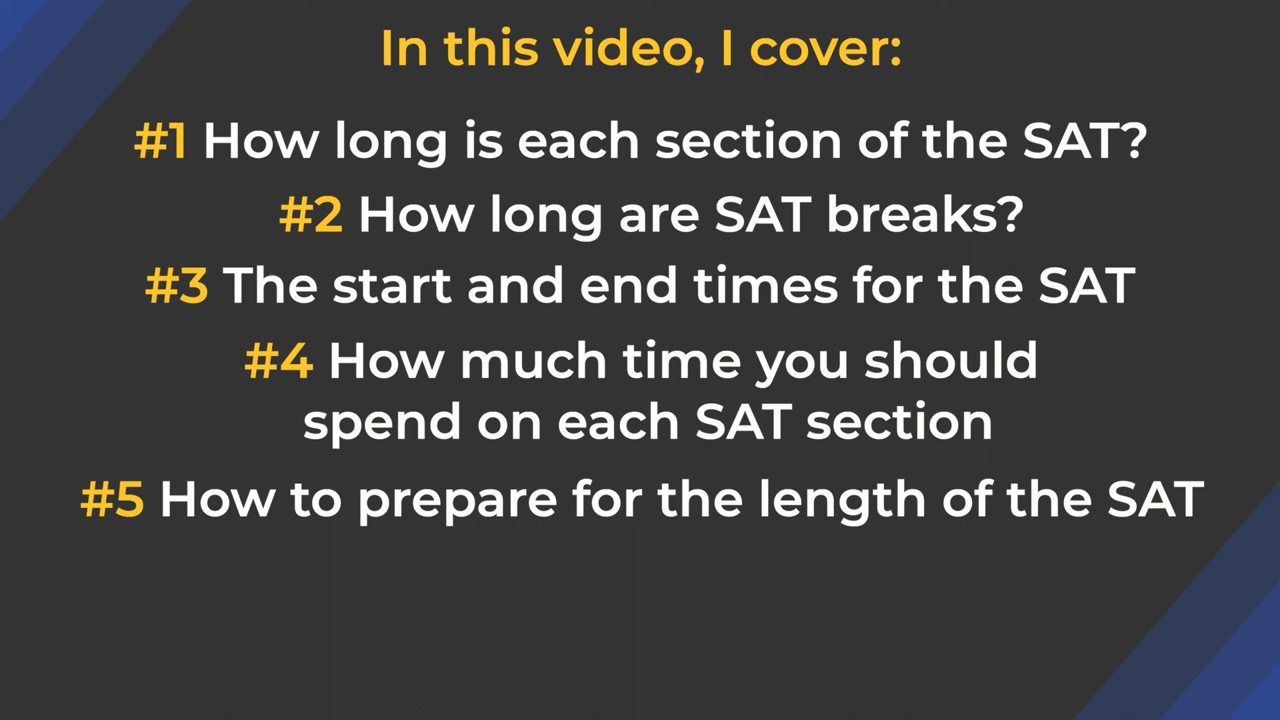 In this video, I cover:
#1 How long is each section of the SAT?
#2 How long are SAT breaks?
#3 The start and end times for the SAT
#4 How much time you should
spend on each SAT section
#5 How to prepare for the length of the SAT